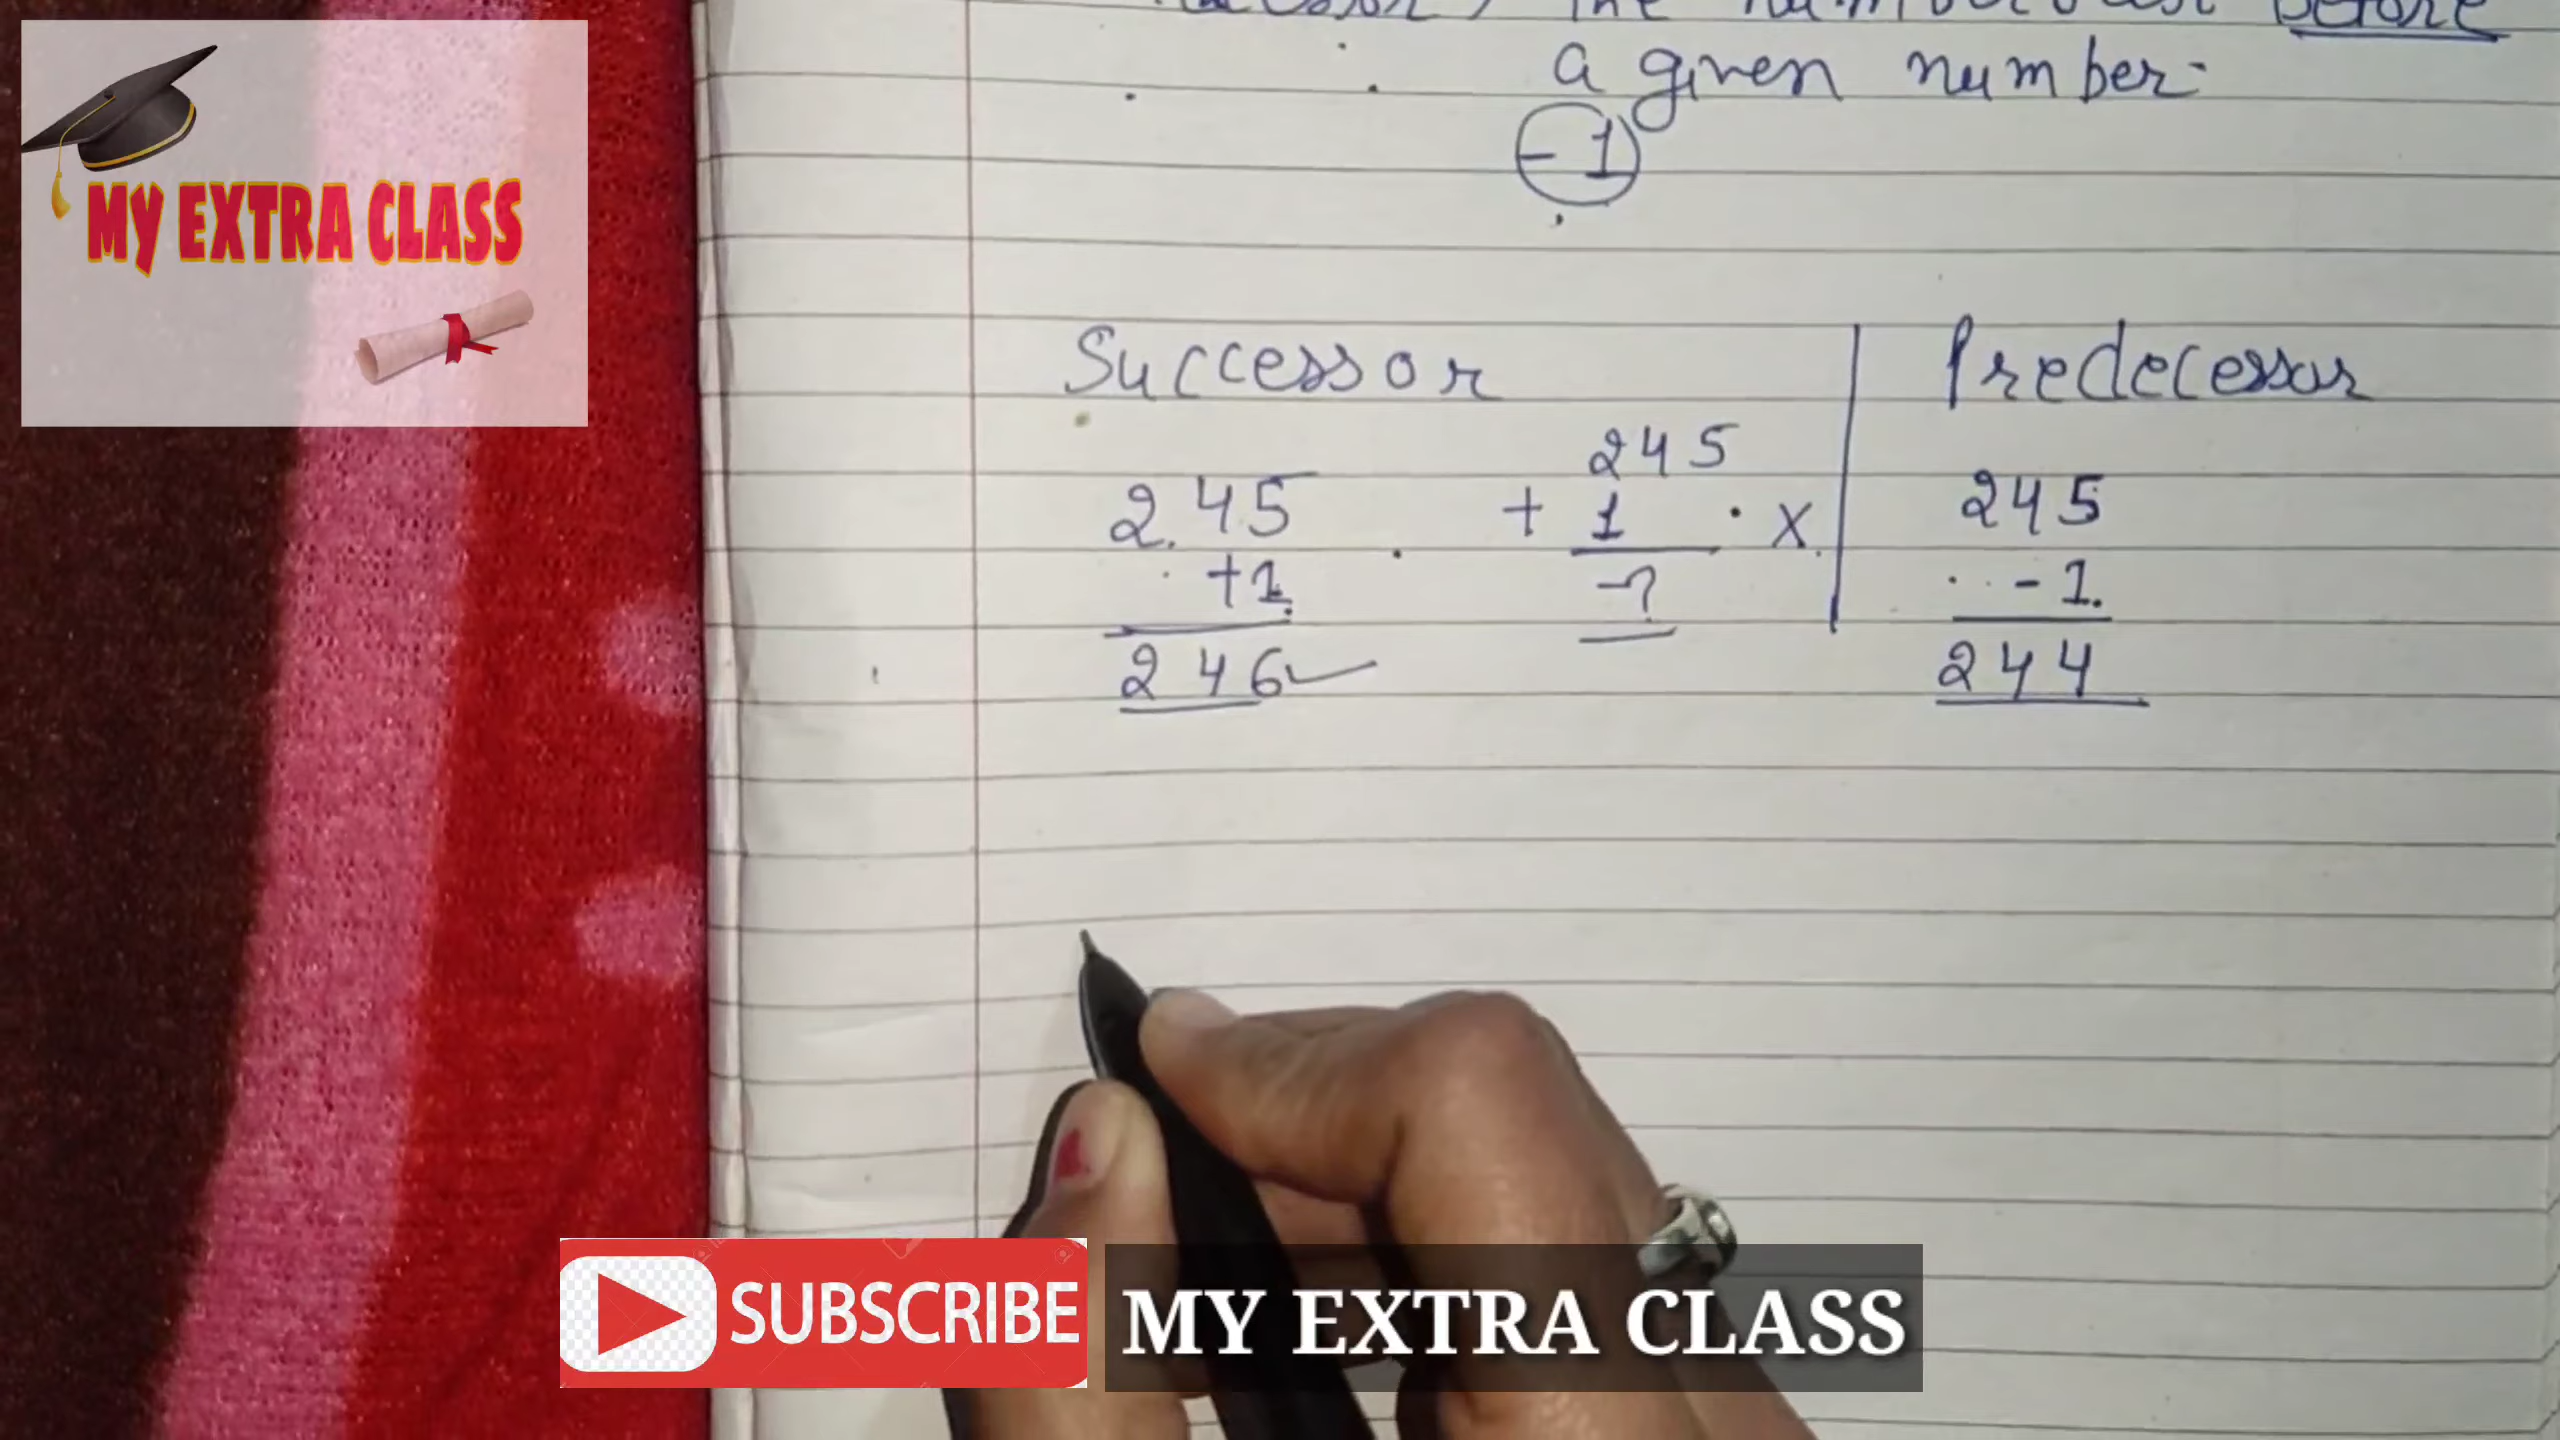 MY EXTRA CLASS
before
a given number.
-1
Successor
Predecessor
245
+1
246
245
+ 1 X
?
245
-1
244
SUBSCRIBE
MY EXTRA CLASS